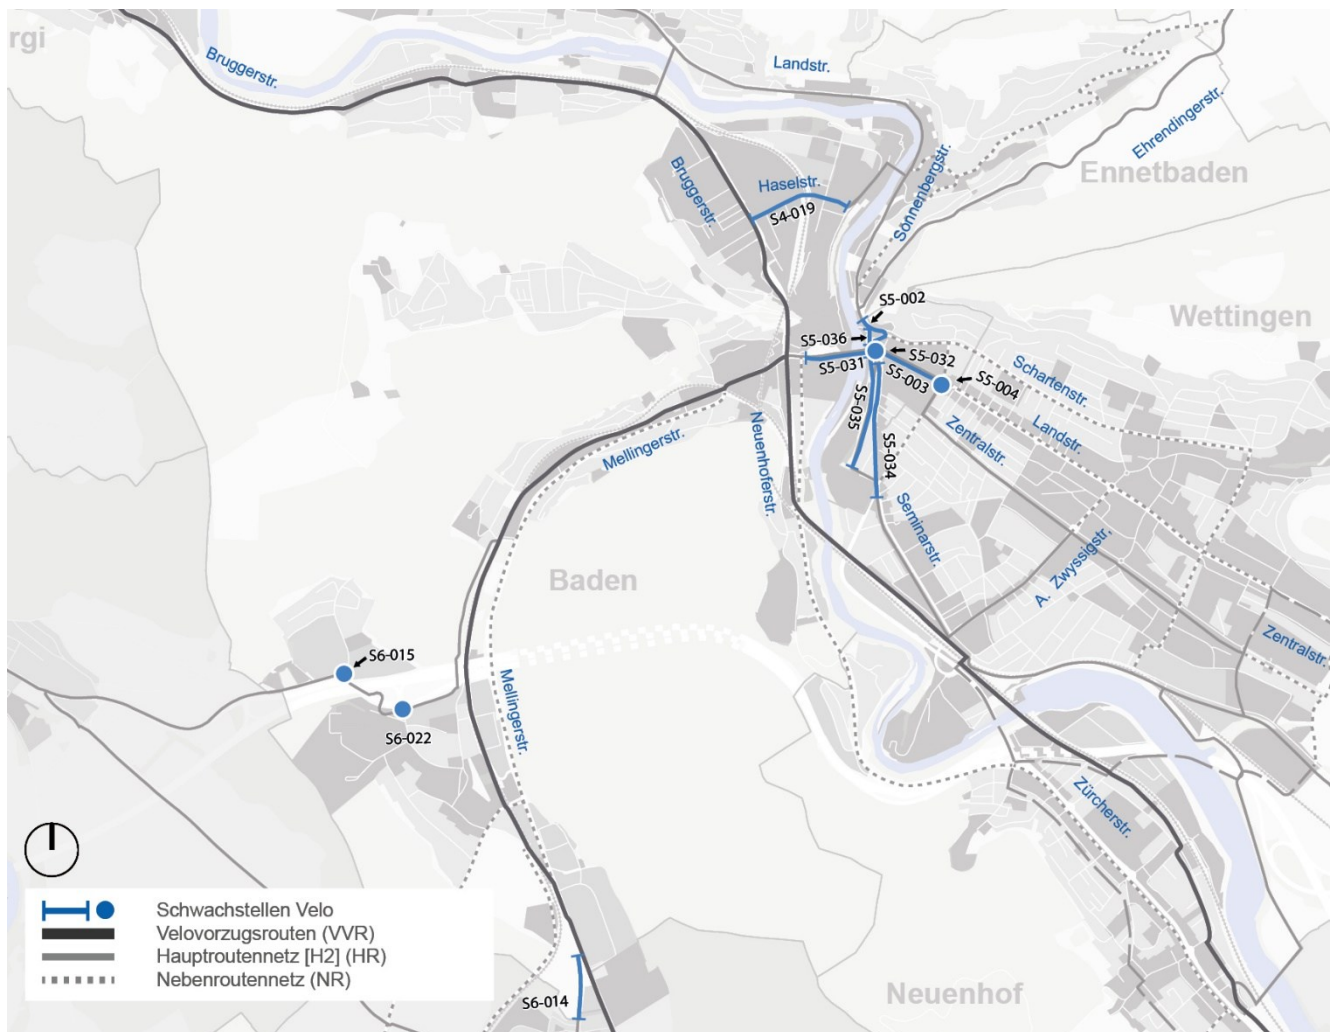 rgi
Bruggerstr.
Landstr.
Ehrendingerstr.
Ennetbaden
Bruggerstr.
Haselstr.
S4-019
Sonnenbergstr.
S5-002
Wettingen
S5-036
S5-032
S5-031
S5-003
S5-004
Schartenstr.
Landstr.
Zentralstr.
S5-035
S5-034
Mellingerstr.
Neuenhoferstr.
Seminarstr.
A. Zwyssigstr.
Baden
Zentralstr.
S6-015
S6-022
Mellingerstr.
Zürcherstr.
Schwachstellen Velo
Velovorzugsrouten (VVR)
Hauptroutennetz [H2] (HR)
Nebenroutennetz (NR)
S6-014
Neuenhof